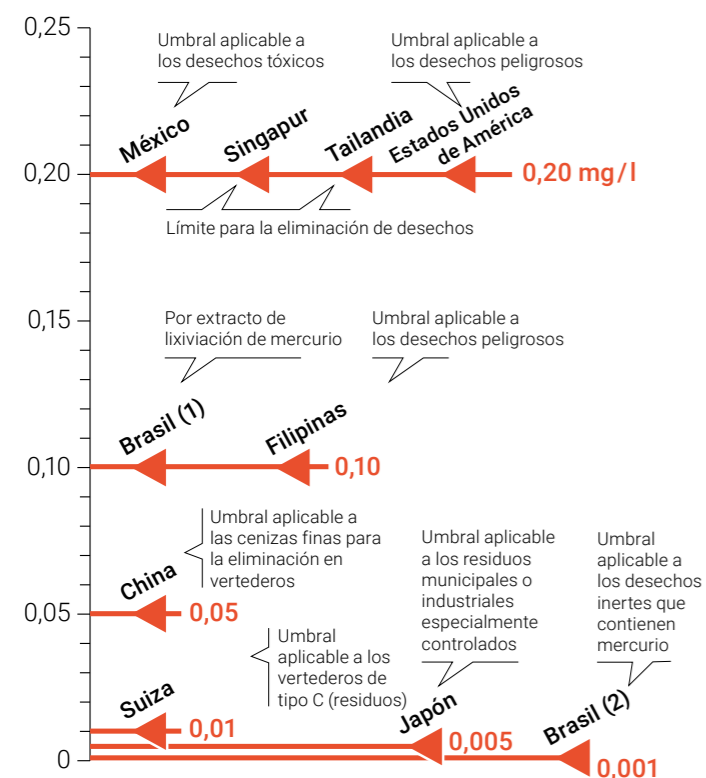 0,25
Umbral aplicable a
los desechos tóxicos
Umbral aplicable a
los desechos peligrosos
México
Singapur
Tailandia
Estados Unidos
de América
0,20
0,20 mg/l
Límite para la eliminación de desechos
0,15
Por extracto de
lixiviación de mercurio
Umbral aplicable a
los desechos peligrosos
Brasil (1)
Filipinas
0,10
0,10
Umbral aplicable a
las cenizas finas para
la eliminación en
vertederos
China
0,05
0,05
Umbral
aplicable a los
vertederos de
tipo C (residuos)
Umbral aplicable
a los residuos
municipales o
industriales
especialmente
controlados
Umbral
aplicable a
los desechos
inertes que
contienen
mercurio
Suiza
0,01
Japón
0,005
Brasil (2)
0,001
0